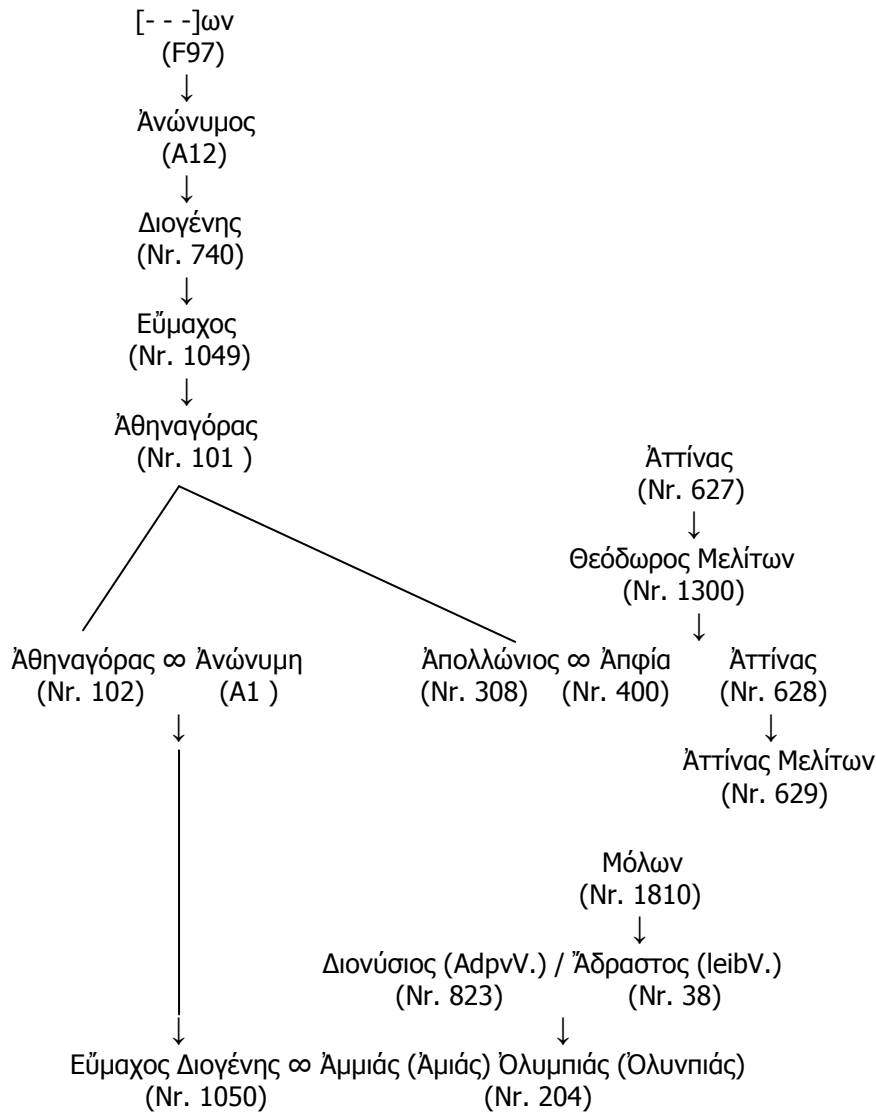 [- - -]ων
(F97)
↓
Ἀνώνυμος
(A12)
↓
Διογένης
(Nr. 740)
↓
Εὔμαχος
(Nr. 1049)
↓
Ἀθηναγόρας
(Nr. 101 )
Ἀττίνας
(Nr. 627)
↓
Θεόδωρος Μελίτων
(Nr. 1300)
↓
Ἀθηναγόρας ∞ Ἀνώνυμη Ἀπολλώνιος ∞ Ἀπφία Ἀττίνας
(Nr. 102) (A1 ) (Nr. 308) (Nr. 400) (Nr. 628)
↓ ↓
Ἀττίνας Μελίτων
(Nr. 629)
Μόλων
(Nr. 1810)
↓
Διονύσιος (AdpvV.) / Ἄδραστος (leibV.)
(Nr. 823) (Nr. 38)
↓ ↓
Εὔμαχος Διογένης ∞ Ἀμμιάς (Ἀμιάς) Ὀλυμπιάς (Ὀλυνπιάς)
(Nr. 1050) (Nr. 204)